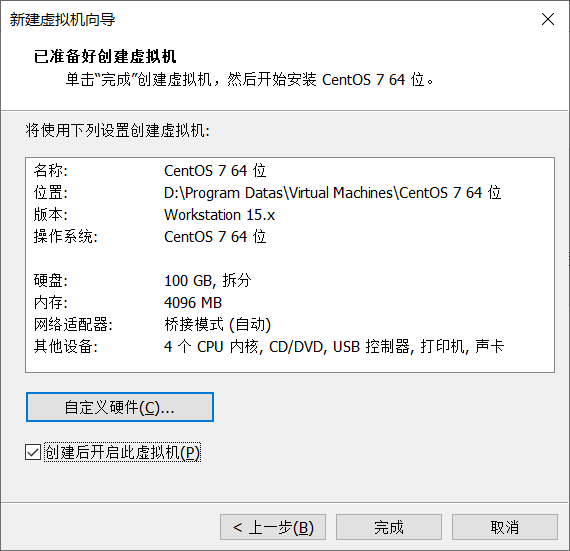 新建虚拟机向导
已准备好创建虚拟机
单击“完成”创建虚拟机，然后开始安装 CentOS 7 64 位。
将使用下列设置创建虚拟机:
名称: CentOS 7 64 位
位置: D:\Program Datas\Virtual Machines\CentOS 7 64 位
版本: Workstation 15.x
操作系统: CentOS 7 64 位
硬盘: 100 GB, 拆分
内存: 4096 MB
网络适配器: 桥接模式 (自动)
其他设备: 4 个 CPU 内核, CD/DVD, USB 控制器, 打印机, 声卡
自定义硬件(C)...
创建后开启此虚拟机(P)
< 上一步(B) 完成 取消